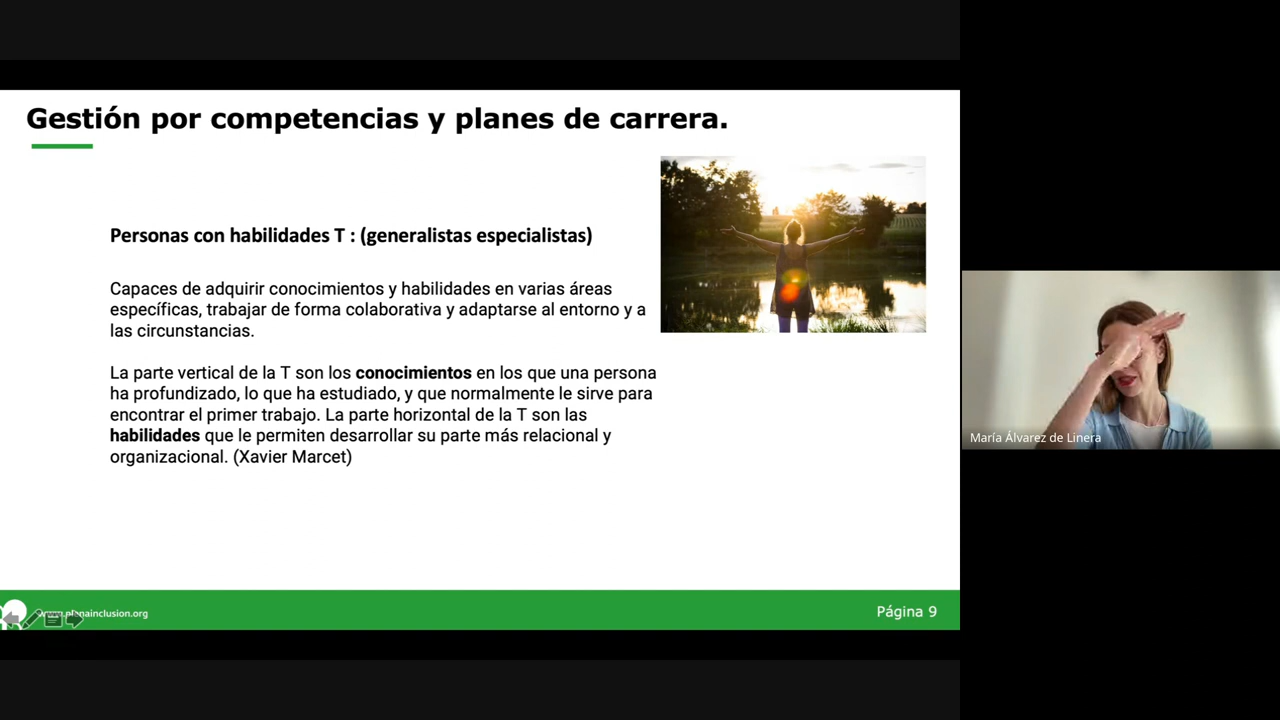 Gestión por competencias y planes de carrera.
Personas con habilidades T : (generalistas especialistas)
Capaces de adquirir conocimientos y habilidades en varias áreas
específicas, trabajar de forma colaborativa y adaptarse al entorno y a
las circunstancias.
La parte vertical de la T son los conocimientos en los que una persona
ha profundizado, lo que ha estudiado, y que normalmente le sirve para
encontrar el primer trabajo. La parte horizontal de la T son las
habilidades que le permiten desarrollar su parte más relacional y
organizacional. (Xavier Marcet)
María Álvarez de Linera
www.plenainclusion.org
Página 9